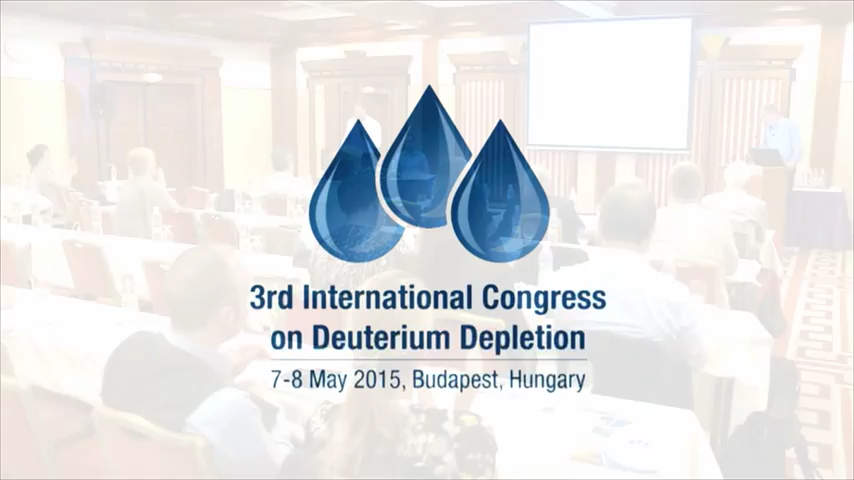 3rd International Congress
on Deuterium Depletion
7-8 May 2015, Budapest, Hungary